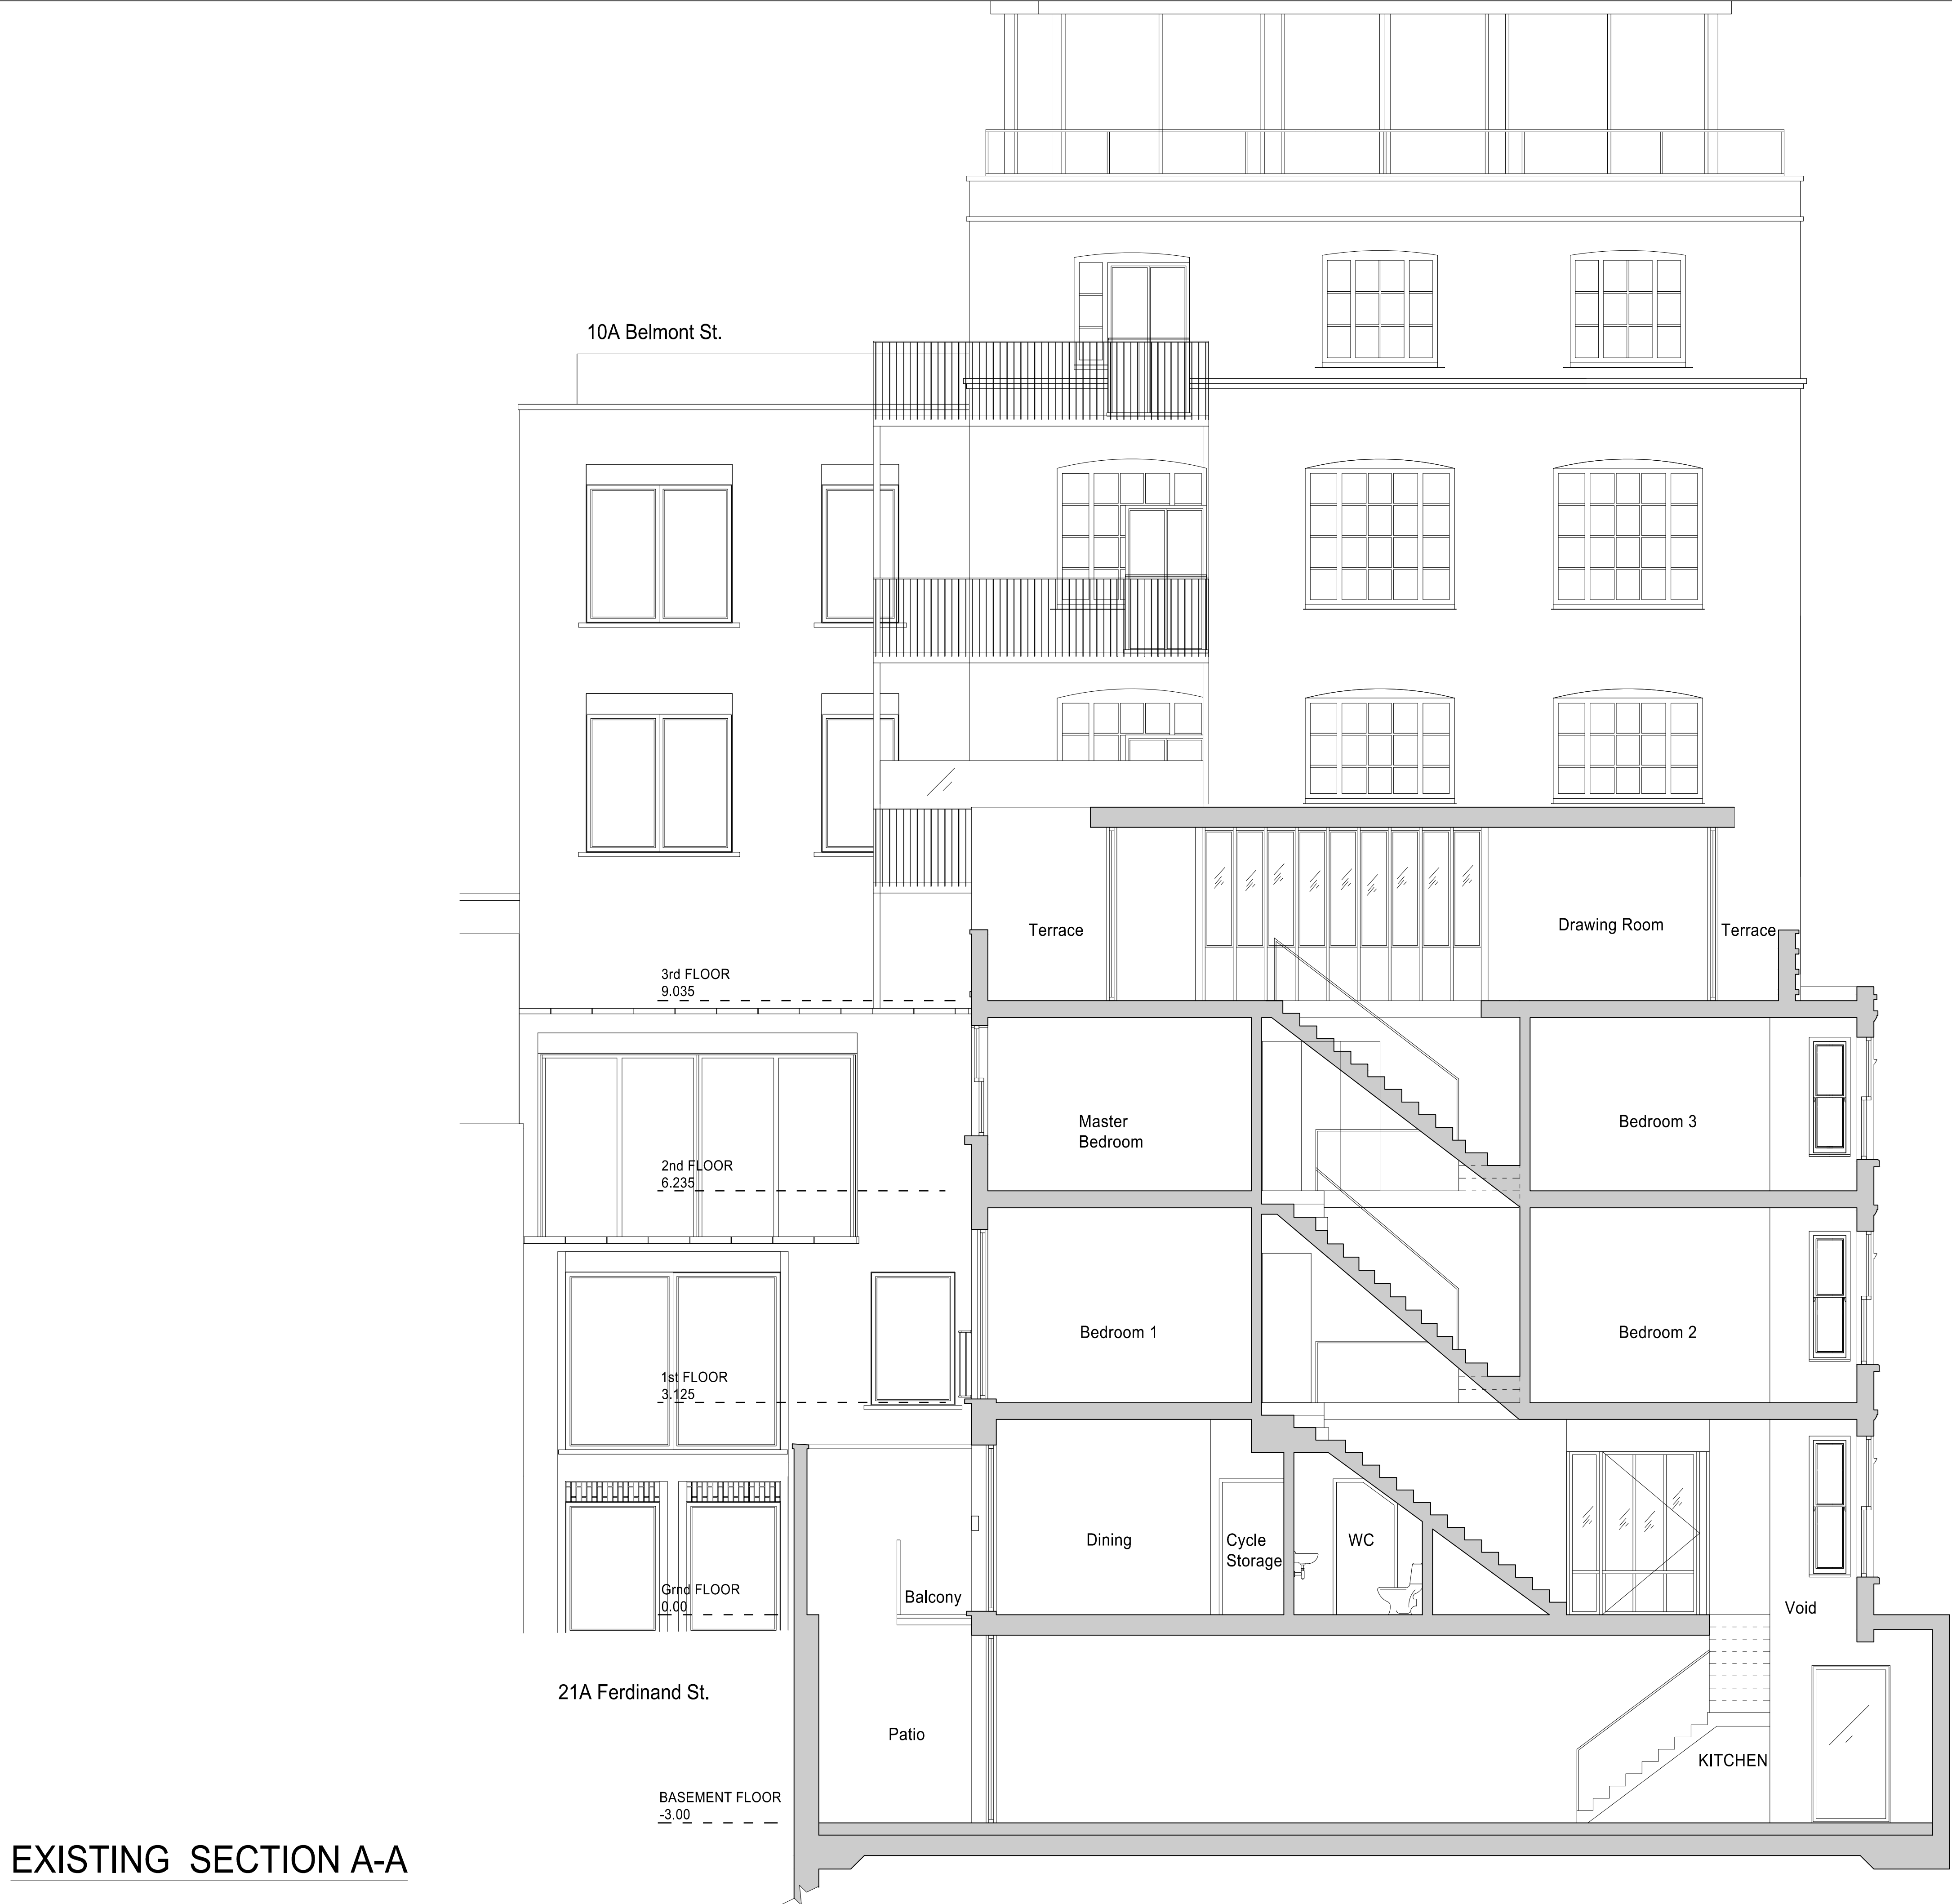 10A Belmont St.
Terrace
Drawing Room
Terrace
3rd FLOOR
9.035
Master
Bedroom
Bedroom 3
2nd FLOOR
6.235
Bedroom 1
Bedroom 2
1st FLOOR
3.125
Dining
Cycle
Storage
WC
Balcony
Grnd FLOOR
0.00
Void
21A Ferdinand St.
Patio
KITCHEN
BASEMENT FLOOR
-3.00
EXISTING SECTION A-A